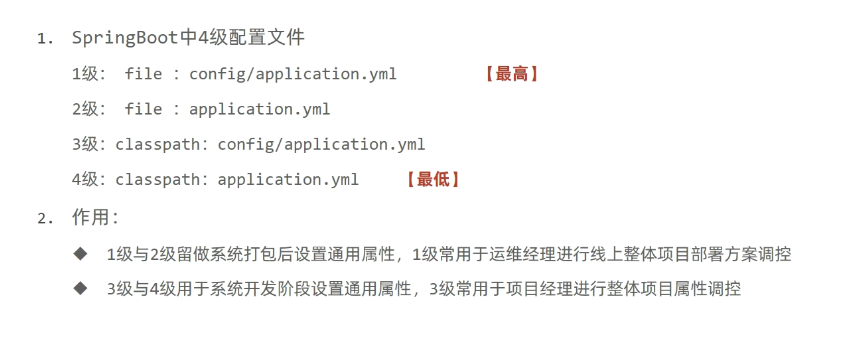 1. SpringBoot中4级配置文件
1级： file ：config/application.yml 【最高】
2级： file ：application.yml
3级：classpath：config/application.yml
4级：classpath：application.yml 【最低】
2. 作用：
◆ 1级与2级留做系统打包后设置通用属性，1级常用于运维经理进行线上整体项目部署方案调控
◆ 3级与4级用于系统开发阶段设置通用属性，3级常用于项目经理进行整体项目属性调控